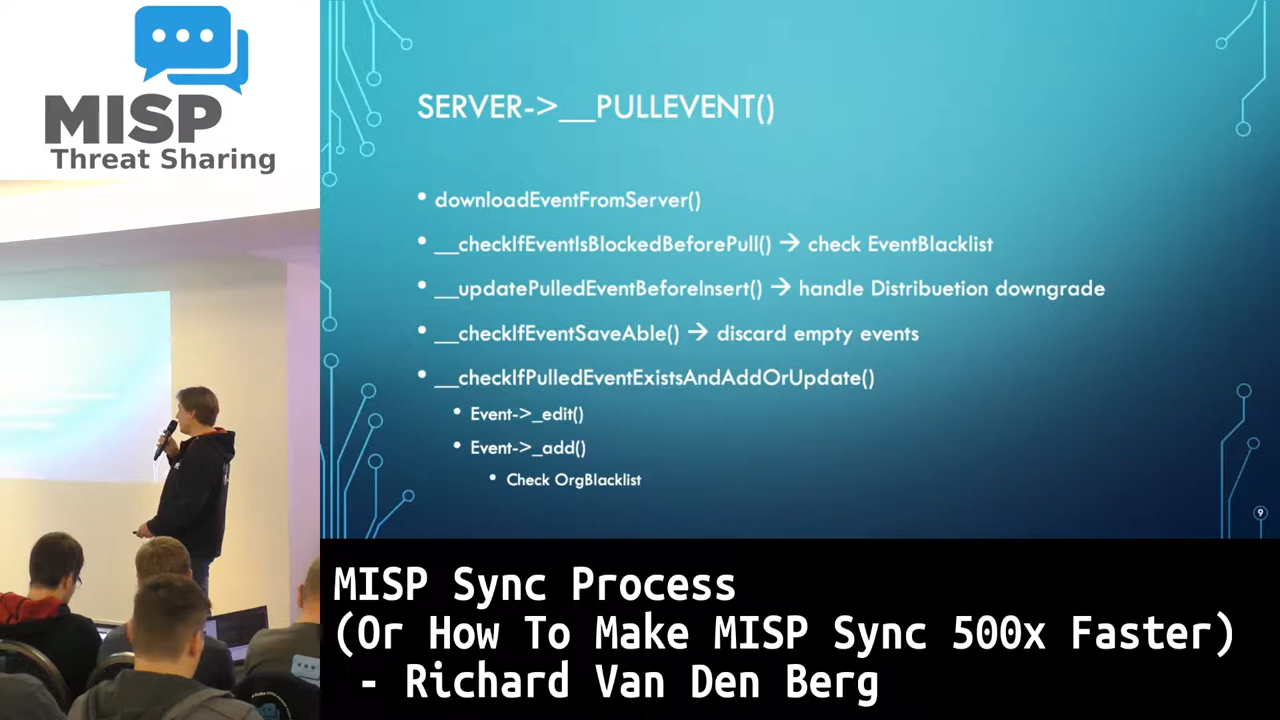 MISP
Threat Sharing
SERVER->__PULLEVENT()
• downloadEventFromServer()
• __checkIfEventIsBlockedBeforePull() → check EventBlacklist
• __updatePulledEventBeforeInsert() → handle Distribuetion downgrade
• __checkIfEventSaveAble() → discard empty events
• __checkIfPulledEventExistsAndAddOrUpdate()
• Event->_edit()
• Event->_add()
• Check OrgBlacklist
9
MISP Sync Process
(Or How To Make MISP Sync 500x Faster)
- Richard Van Den Berg